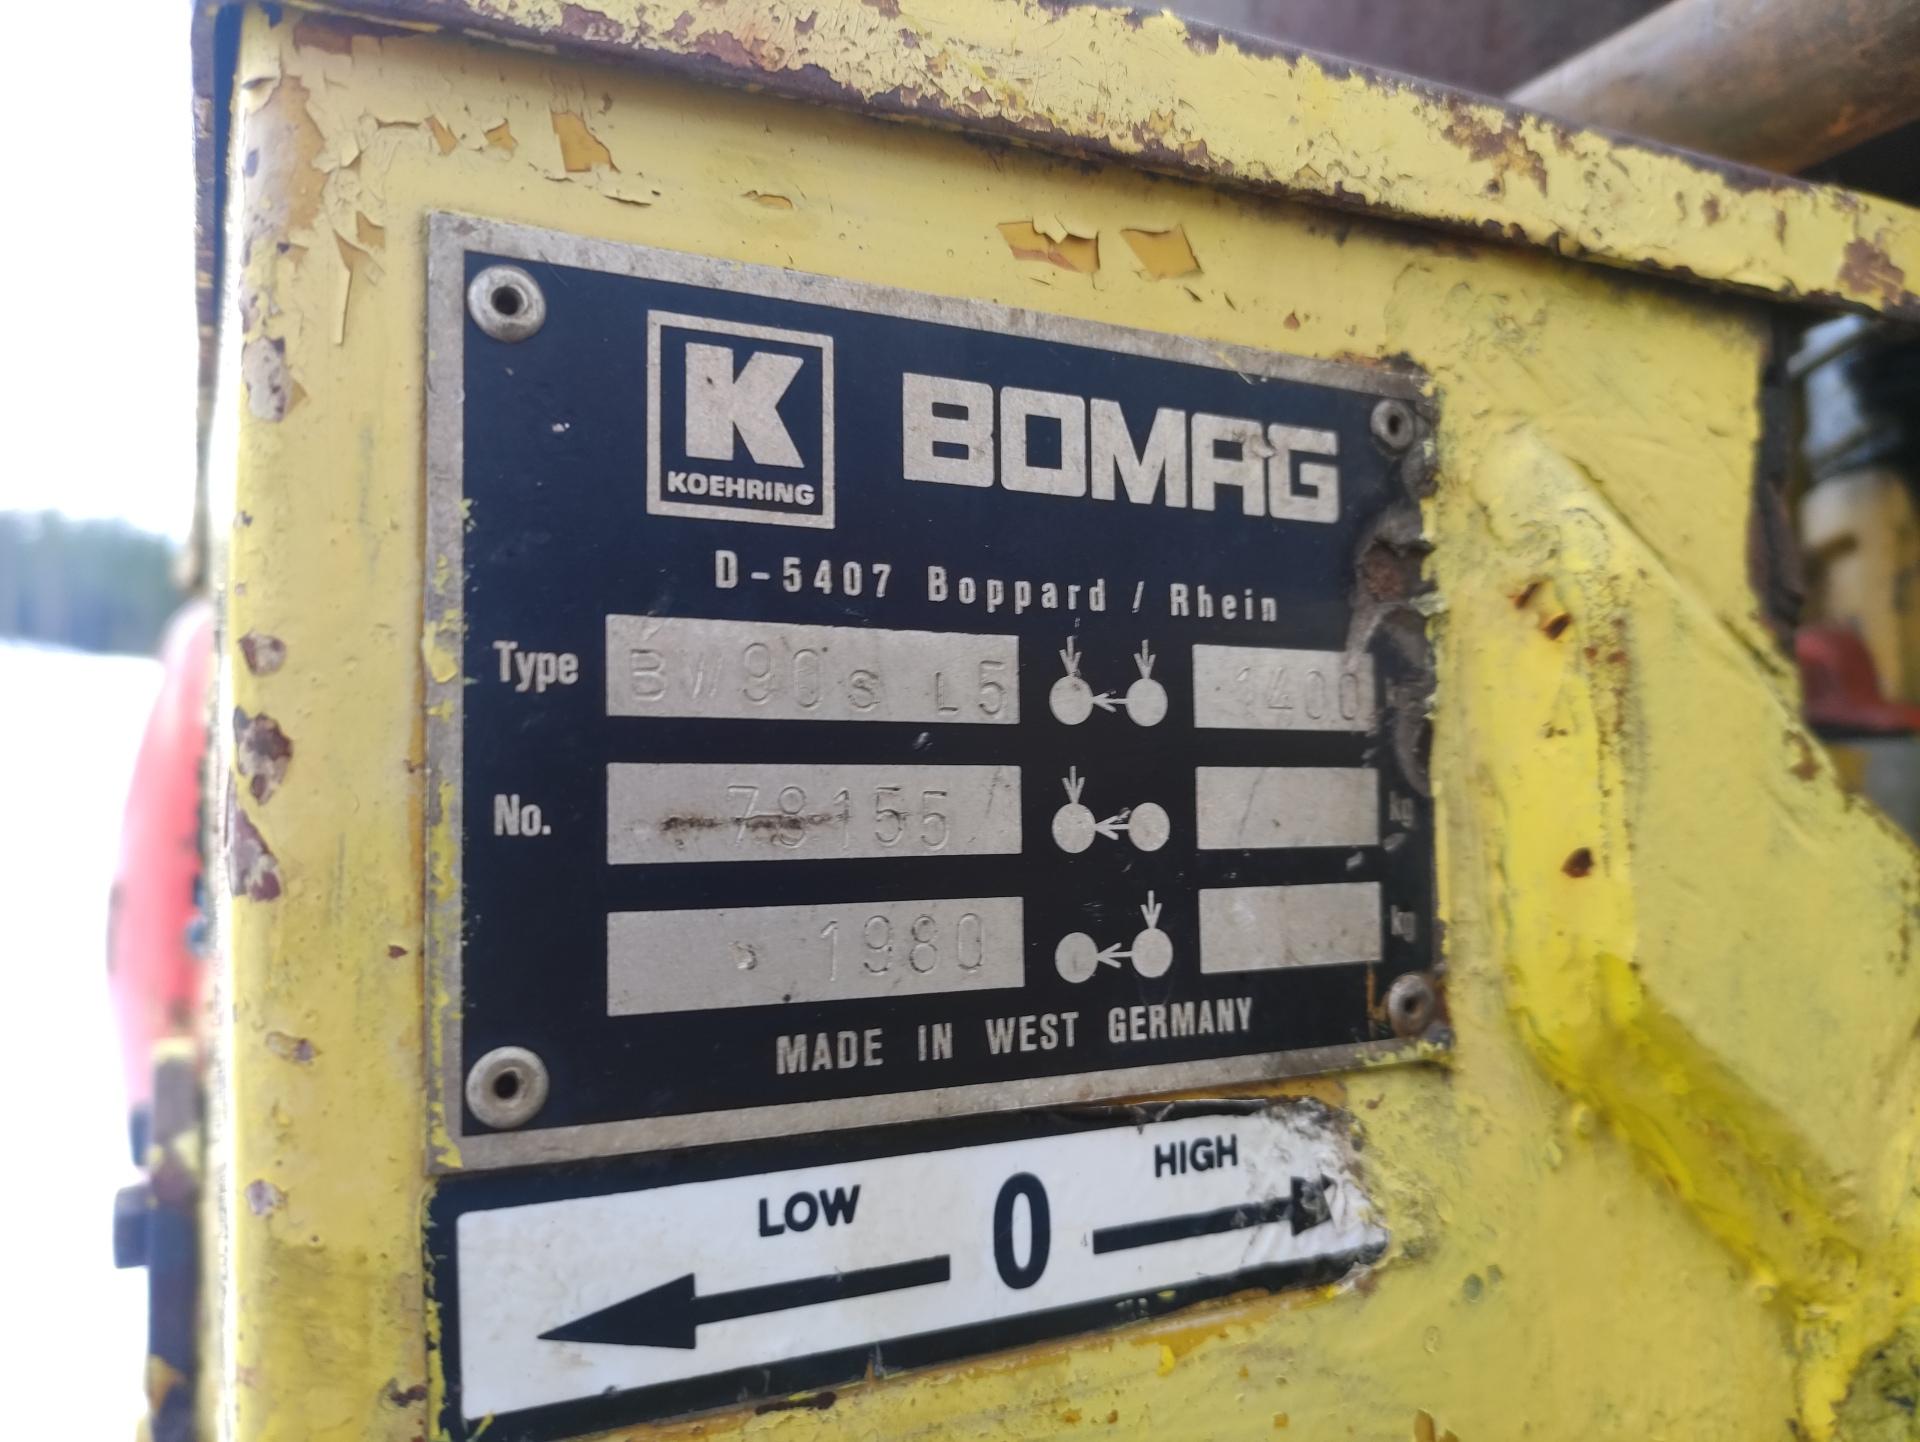 K
KOEHRING
BOMAG
D-5407 Boppard / Rhein
Type BW90S L5 1400
No. 78155 kg
1980 kg
MADE IN WEST GERMANY
LOW 0 HIGH